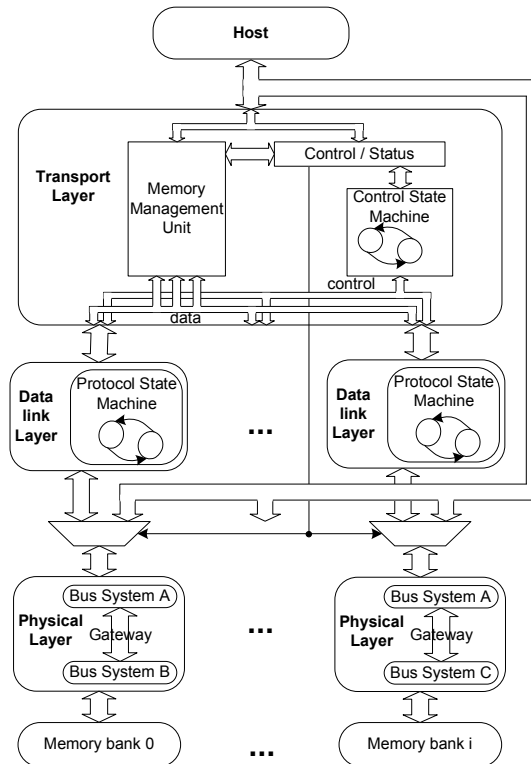 Host
Transport
Layer
Memory
Management
Unit
Control / Status
Control State
Machine
control
data
Data
link
Layer
Protocol State
Machine
...
Data
link
Layer
Protocol State
Machine
Physical
Layer
Bus System A
Gateway
Bus System B
...
Physical
Layer
Bus System A
Gateway
Bus System C
Memory bank 0
...
Memory bank i